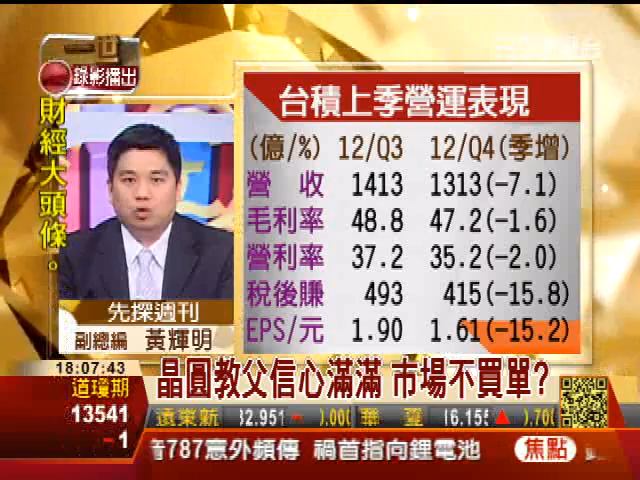 錄影播出
財經大頭條。
台積上季營運表現
(億/%) 12/Q3 12/Q4(季增)
營 收 1413 1313(-7.1)
毛利率 48.8 47.2(-1.6)
營利率 37.2 35.2(-2.0)
稅後賺 493 415(-15.8)
EPS/元 1.90 1.61(-15.2)
先探週刊
副總編 黃輝明
18:07:43
晶圓教父信心滿滿 市場不買單?
道瓊期
13541
-1
遠東新 32.951
787意外頻傳 禍首指向鋰電池
焦點